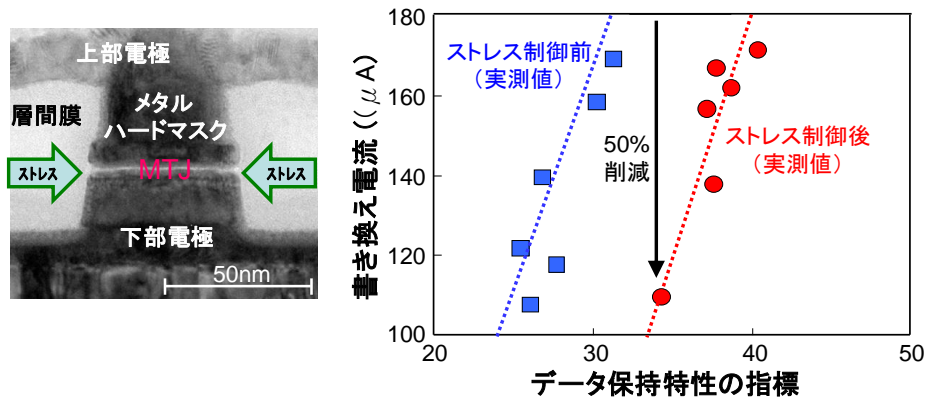 上部電極
メタル
ハードマスク
層間膜
ストレス
MTJ
ストレス
下部電極
50nm
書き換え電流 ((μA)
180
160
140
120
100
20
30
40
50
データ保持特性の指標
ストレス制御前
(実測値)
50%
削減
ストレス制御後
(実測値)